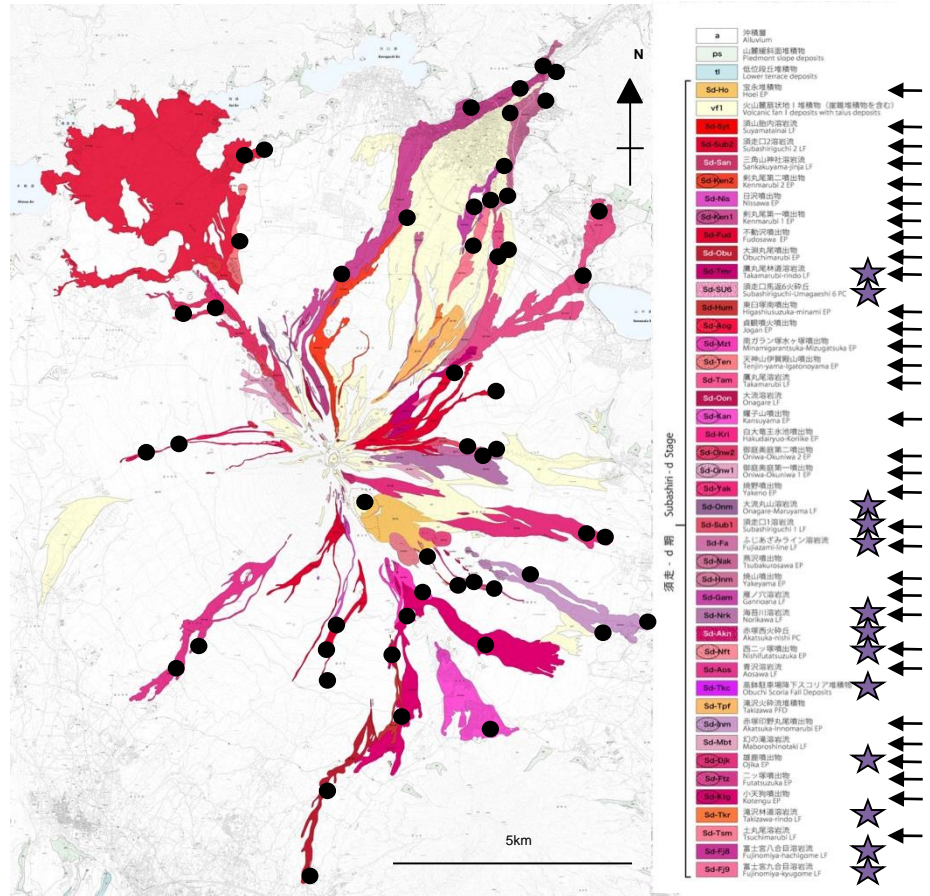 N
5km
Subashiri - d Stage
須走 - d 期
a 沖積層
Alluvium
ps 山麓緩斜面堆積物
Piedmont slope deposits
tl 低位段丘堆積物
Lower terrace deposits
Sd-Ho 宝永堆積物
Hoei EP
vf1 火山麓扇状地Ⅰ堆積物（崖錐堆積物を含む）
Volcanic fan I deposits with talus deposits
Sd-Syt 須山胎内溶岩流
Suyamatainai LF
Sd-Sub2 須走口2溶岩流
Subashiriguchi 2 LF
Sd-San 三角山神社溶岩流
Sankakuyama-jinja LF
Sd-Ken2 剣丸尾第二噴出物
Kenmarubi 2 EP
Sd-Nis 日沢噴出物
Nissawa EP
Sd-Ken1 剣丸尾第一噴出物
Kenmarubi 1 EP
Sd-Fud 不動沢噴出物
Fudosawa EP
Sd-Obu 大淵丸尾噴出物
Obuchimarubi EP
Sd-Tmr 鷹丸尾林道溶岩流
Takamarubi-rindo LF
Sd-SU6 須走口馬返6火砕丘
Subashiriguchi-Umagaeshi 6 PC
Sd-Hum 東臼塚南噴出物
Higashiusuzuka-minami EP
Sd-Aog 貞観噴火噴出物
Jogan EP
Sd-Mzt 南ガラン塚水ヶ塚噴出物
Minamigarantsuka-Mizugatsuka EP
Sd-Ten 天神山伊賀殿山噴出物
Tenjin-yama-Igatonoyama EP
Sd-Tam 鷹丸尾溶岩流
Takamarubi LF
Sd-Oon 大流溶岩流
Onagare LF
Sd-Kan 糧子山噴出物
Kansuyama EP
Sd-Kri 白大竜王氷池噴出物
Hakudairyuo-Koriike EP
Sd-Onw2 御庭奥庭第二噴出物
Oniwa-Okuniwa 2 EP
Sd-Onw1 御庭奥庭第一噴出物
Oniwa-Okuniwa 1 EP
Sd-Yak 焼野噴出物
Yakeno EP
Sd-Onm 大流丸山溶岩流
Onagare-Maruyama LF
Sd-Sub1 須走口1溶岩流
Subashiriguchi 1 LF
Sd-Fa ふじあざみライン溶岩流
Fujiazami-line LF
Sd-Nak 燕沢噴出物
Tsubakurosawa EP
Sd-Hnm 焼山噴出物
Yakeyama EP
Sd-Gam 雁ノ穴溶岩流
Gannoana LF
Sd-Nrk 海苔川溶岩流
Norikawa LF
Sd-Akn 赤塚西火砕丘
Akatsuka-nishi PC
Sd-Nft 西二ッ塚噴出物
Nishifutatsuzuka EP
Sd-Aos 青沢溶岩流
Aosawa LF
Sd-Tkc 高鉢駐車場降下スコリア堆積物
Obuchi Scoria Fall Deposits
Sd-Tpf 滝沢火砕流堆積物
Takizawa PFD
Sd-Inm 赤塚印野丸尾噴出物
Akatsuka-Innomarubi EP
Sd-Mbt 幻の滝溶岩流
Maboroshinotaki LF
Sd-Djk 雄鹿噴出物
Ojika EP
Sd-Ftz 二ッ塚噴出物
Futatsuzuka EP
Sd-Ktg 小天狗噴出物
Kotengu EP
Sd-Tkr 滝沢林道溶岩流
Takizawa-rindo LF
Sd-Tsm 土丸尾溶岩流
Tsuchimarubi LF
Sd-Fj8 富士宮八合目溶岩流
Fujinomiya-hachigome LF
Sd-Fj9 富士宮九合目溶岩流
Fujinomiya-kyugome LF